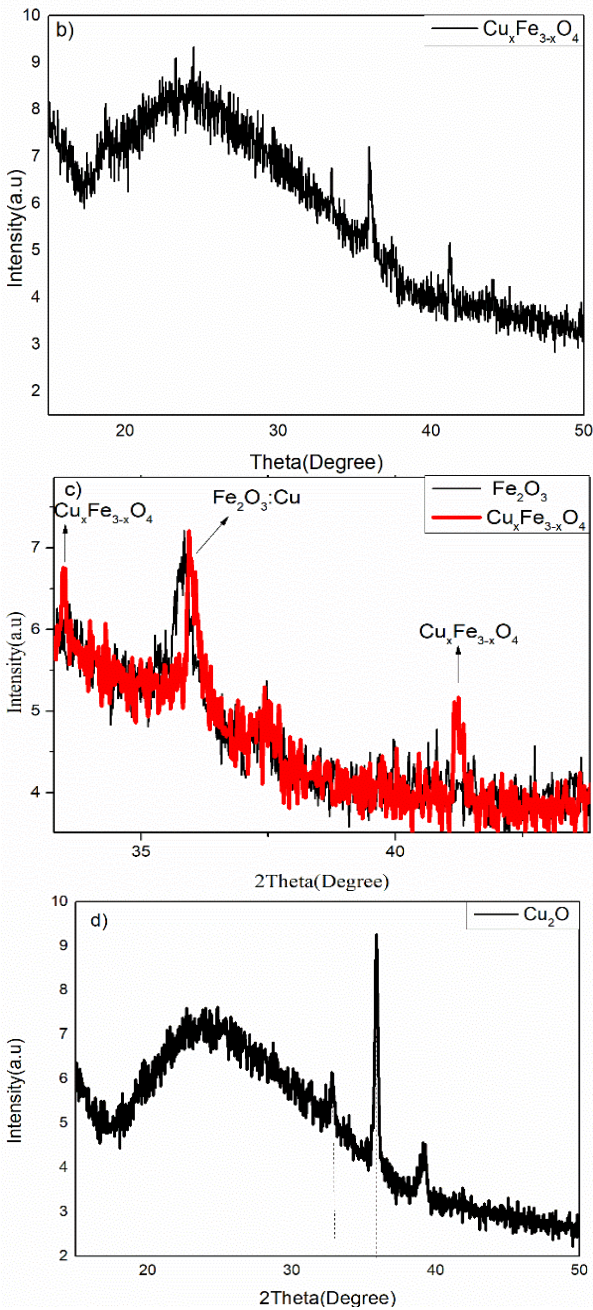 b)
CuₓFe₃₋ₓO₄
10
9
8
7
6
5
4
3
2
Intensity(a.u)
20 30 40 50
Theta(Degree)
c)
Fe₂O₃
CuₓFe₃₋ₓO₄
CuₓFe₃₋ₓO₄
Fe₂O₃:Cu
CuₓFe₃₋ₓO₄
7
6
5
4
Intensity(a.u)
35 40
2Theta(Degree)
d)
Cu₂O
10
9
8
7
6
5
4
3
2
Intensity(a.u)
20 30 40 50
2Theta(Degree)